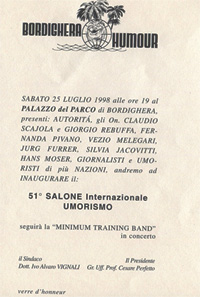 BORDIGHERA
HUMOUR
SABATO 25 LUGLIO 1998 alle ore 19 al
PALAZZO del PARCO di BORDIGHERA,
presenti: AUTORITÁ, gli On. CLAUDIO
SCAJOLA e GIORGIO REBUFFA, FER-
NANDA PIVANO, VEZIO MELEGARI,
JURG FURRER, SILVIA JACOVITTI,
HANS MOSER, GIORNALISTI e UMO-
RISTI di più NAZIONI, andremo ad
INAUGURARE il:
51° SALONE Internazionale
UMORISMO
seguirà la "MINIMUM TRAINING BAND"
in concerto
il Sindaco
Dott. Ivo Alvaro VIGNALI
Il Presidente
Gr. Uff. Prof. Cesare Perfetto
verre d'honneur